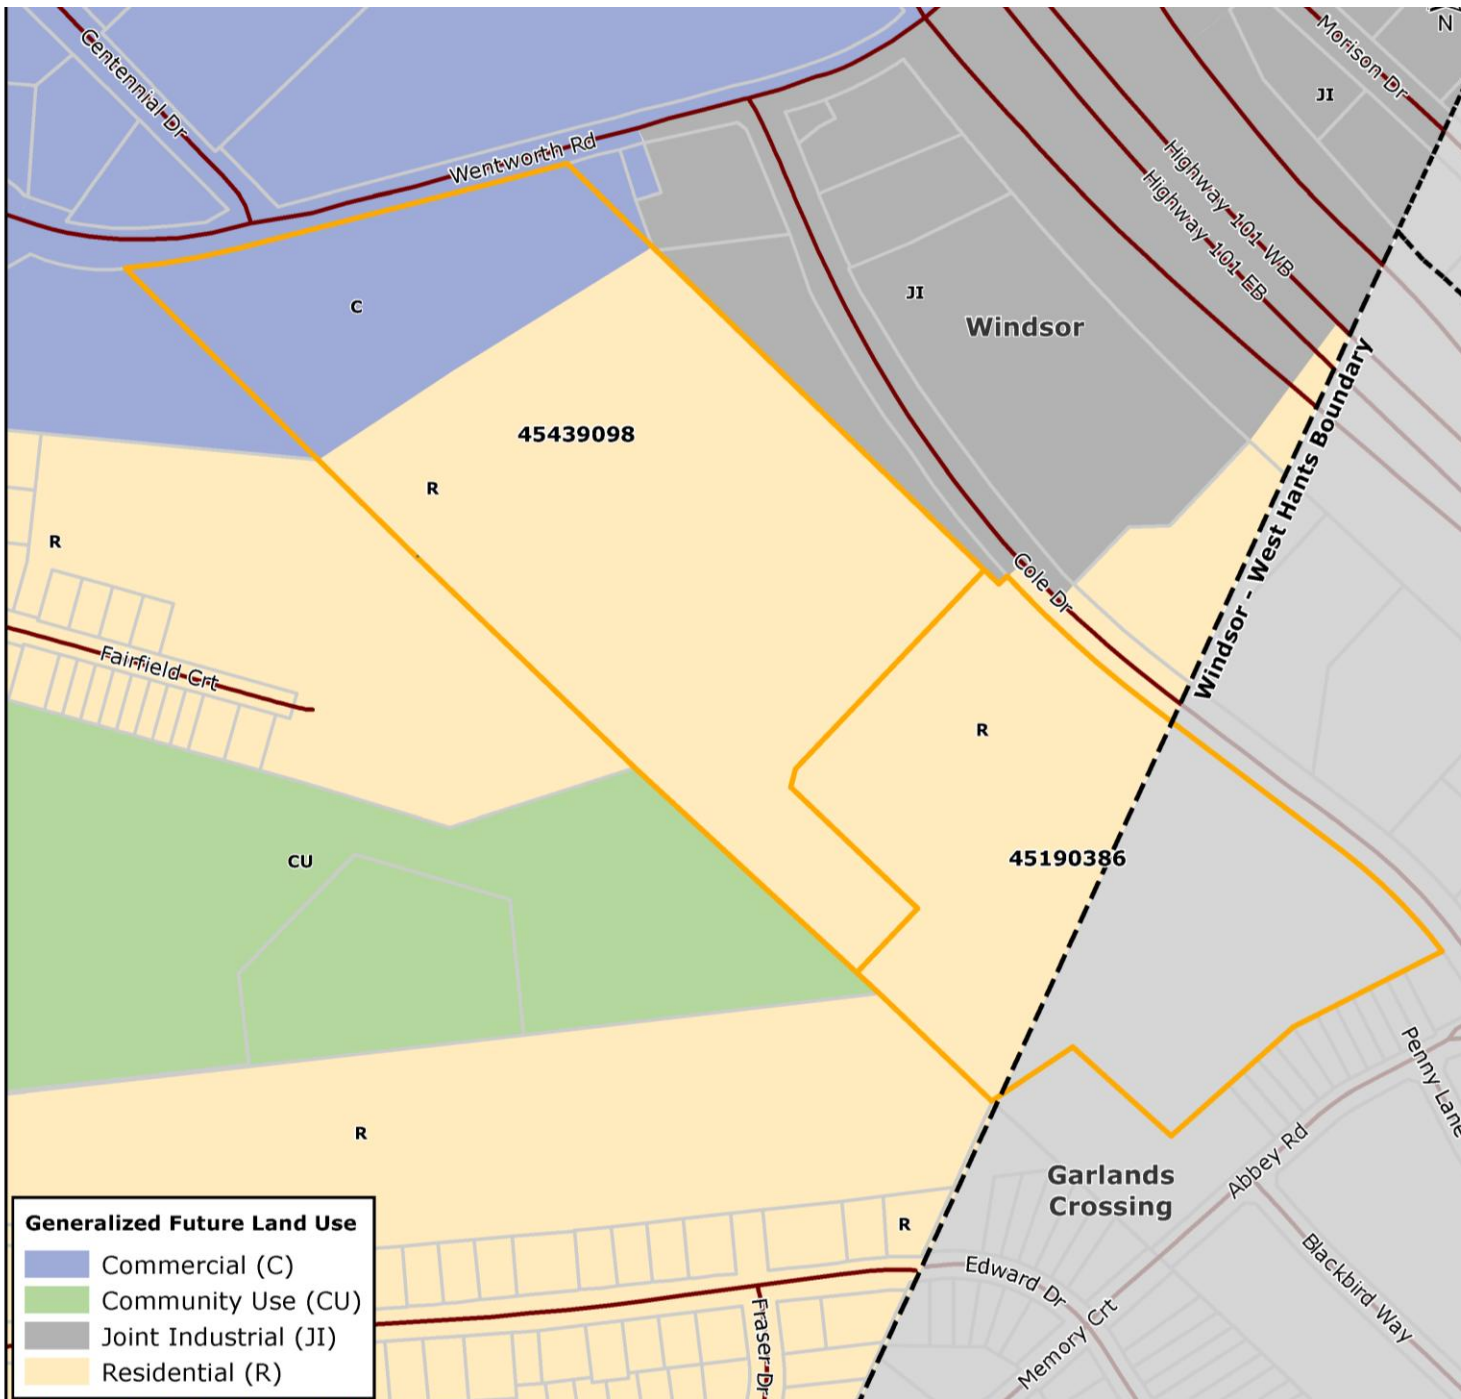 N
Morison Dr
Centennial Dr
JI
Wentworth Rd
Highway 101 WB
Highway 101 EB
C
JI
Windsor
45439098
R
R
Windsor - West Hants Boundary
Cole Dr
Fairfield Crt
R
CU
45190386
Penny Lane
R
Garlands
Crossing
Abbey Rd
R
Edward Dr
Blackbird Way
Memory Crt
Fraser Dr
Generalized Future Land Use
Commercial (C)
Community Use (CU)
Joint Industrial (JI)
Residential (R)